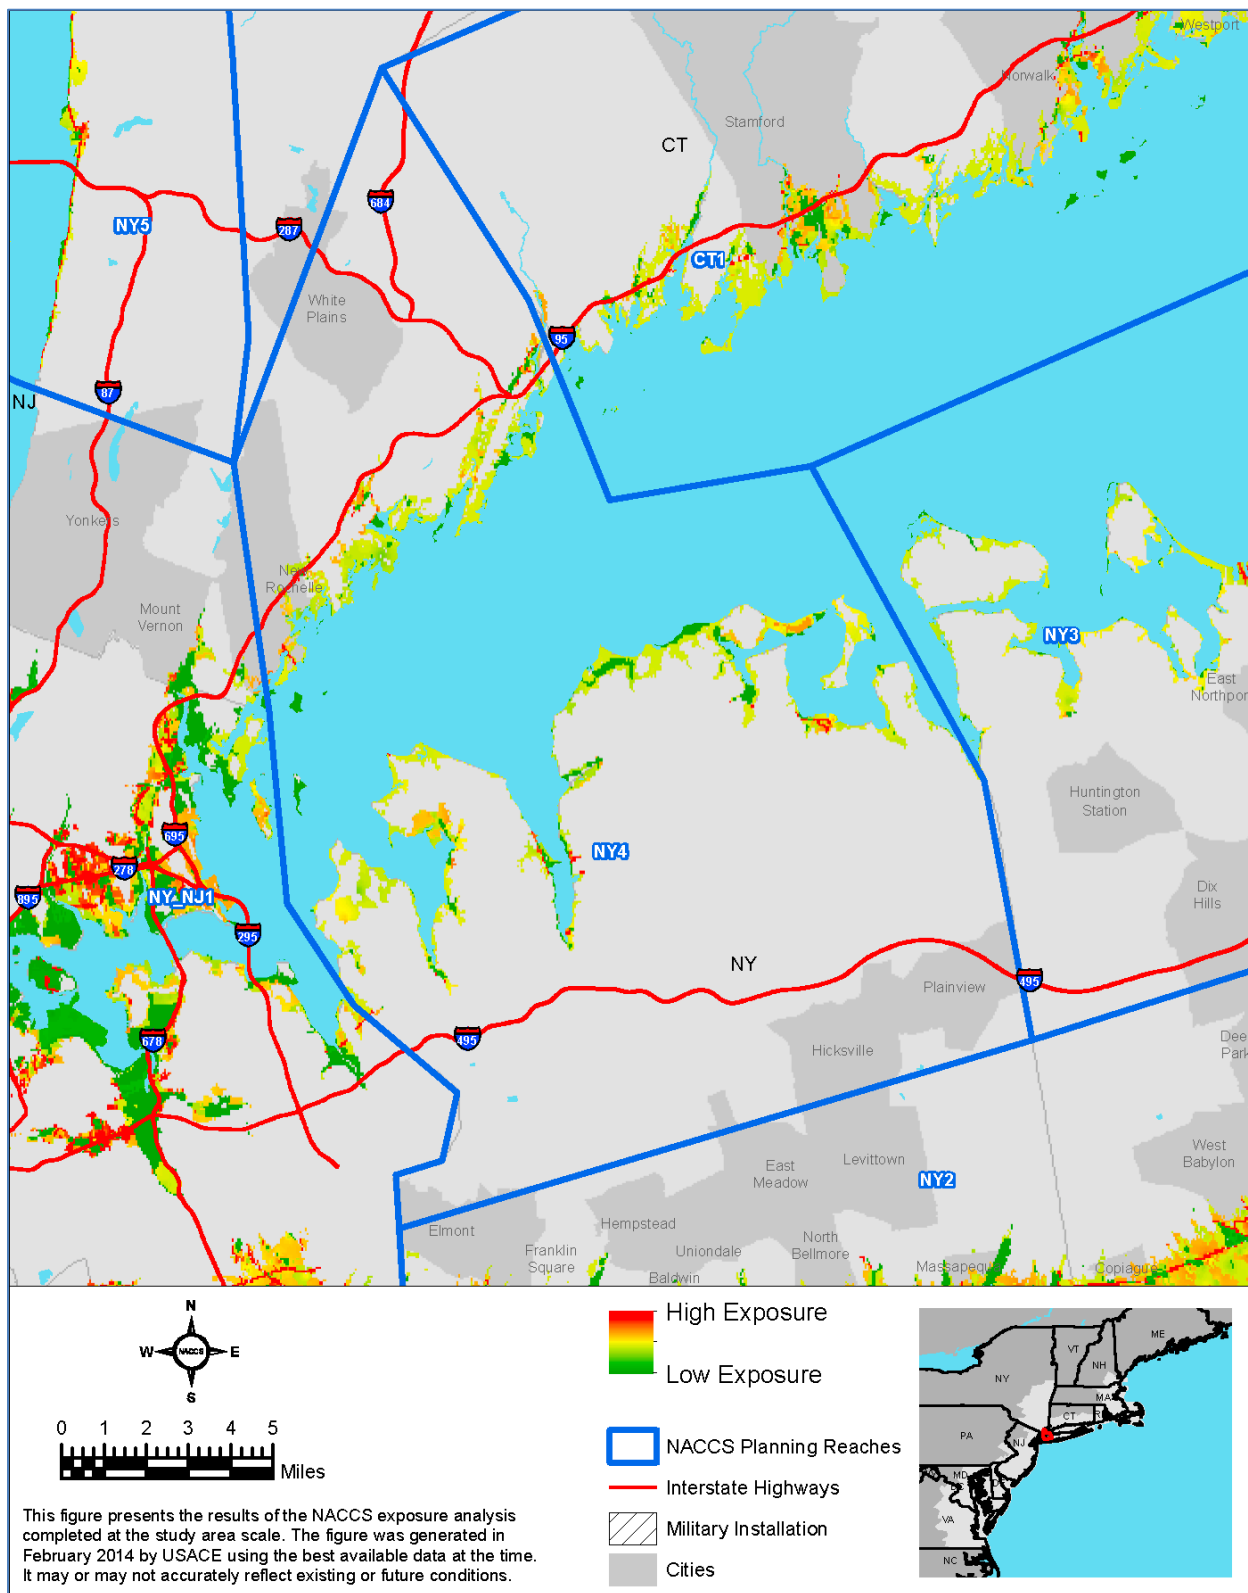 Westport
Norwalk
Stamford
CT
684
NY5
287
CT1
White
Plains
95
87
NJ
Yonkers
New
Rochelle
Mount
Vernon
NY3
East
Northport
Huntington
Station
695
NY4
278
Dix
Hills
895
NY_NJ1
295
NY
495
Plainview
678
495
Hicksville
Deer
Park
West
Babylon
Levittown
East
Meadow
NY2
Elmont
Hempstead
North
Bellmore
Franklin
Square
Uniondale
Massapequ
Copiague
Baldwin
N
W NACCS E
S
0 1 2 3 4 5
Miles
High Exposure
Low Exposure
NACCS Planning Reaches
Interstate Highways
Military Installation
Cities
This figure presents the results of the NACCS exposure analysis
completed at the study area scale. The figure was generated in
February 2014 by USACE using the best available data at the time.
It may or may not accurately reflect existing or future conditions.
ME
VT
NH
NY
MA
CT
PA
NJ
MD
VA
NC